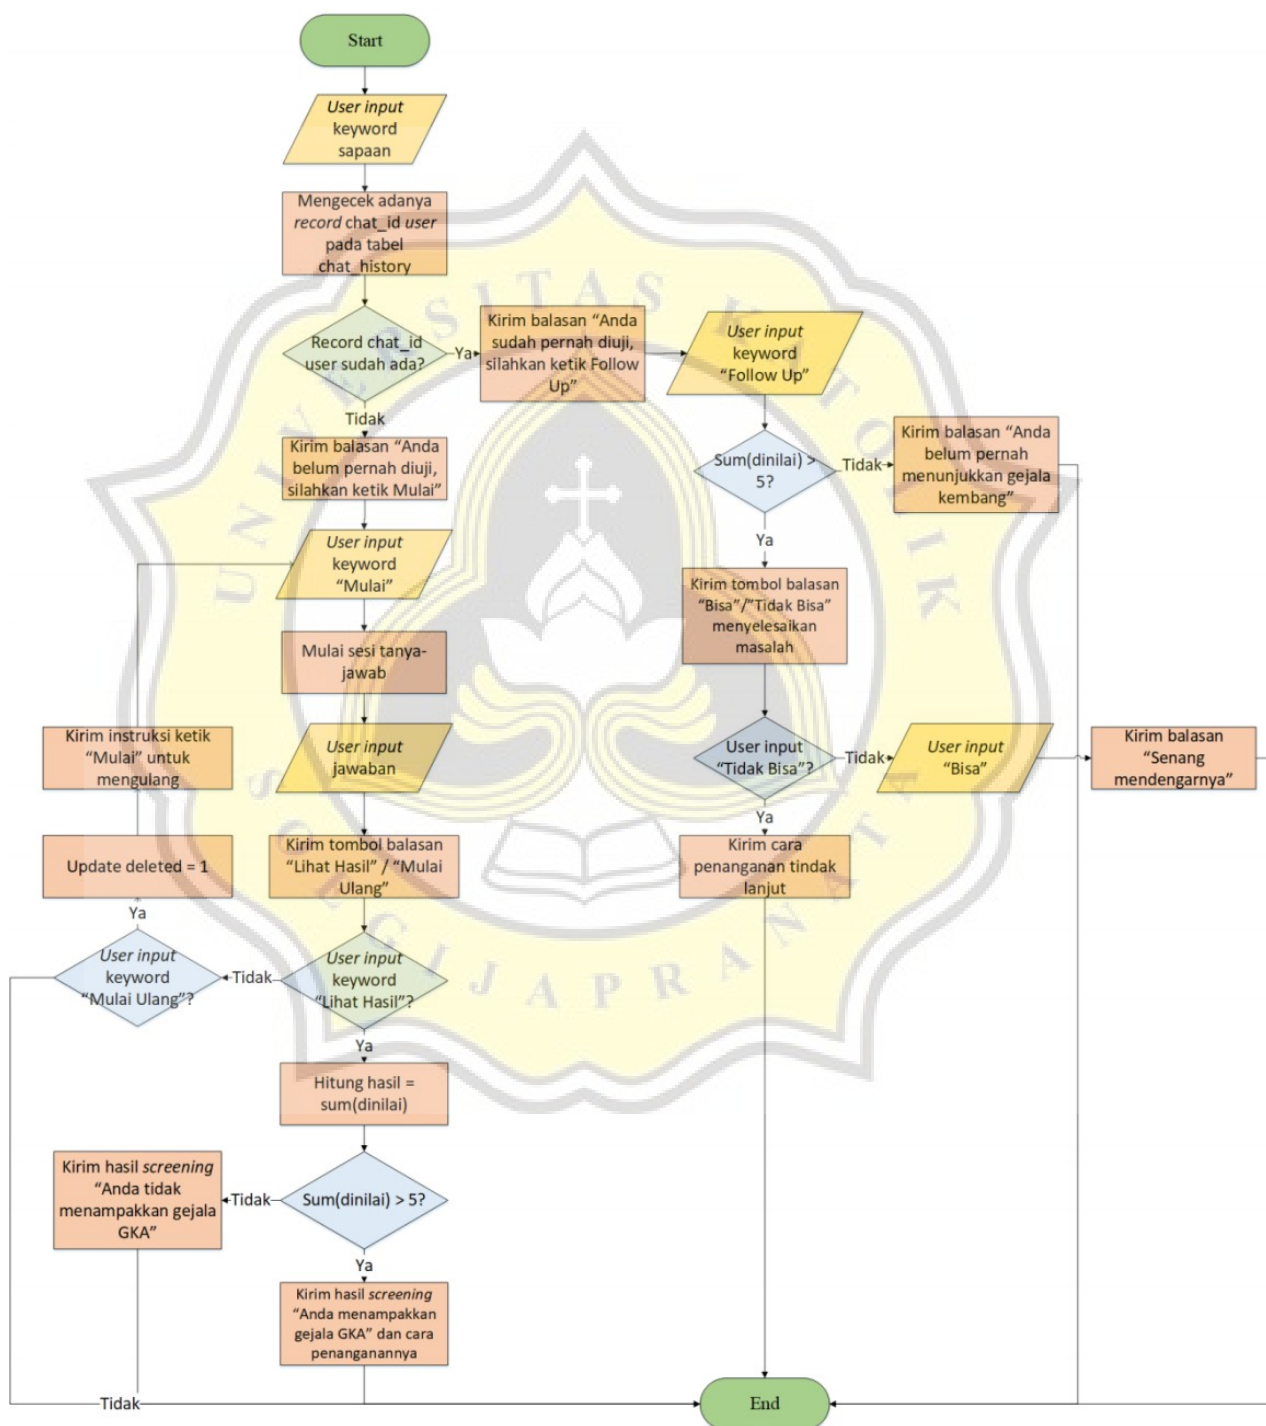 Start
User input
keyword
sapaan
Mengecek adanya
record chat_id user
pada tabel
chat_history
Record chat_id
user sudah ada?
Ya
Kirim balasan “Anda
sudah pernah diuji,
silahkan ketik Follow
Up”
User input
keyword
“Follow Up”
Tidak
Kirim balasan “Anda
belum pernah diuji,
silahkan ketik Mulai”
Sum(dinilai) >
5?
Tidak
Kirim balasan “Anda
belum pernah
menunjukkan gejala
kembang”
Ya
User input
keyword
“Mulai”
Kirim tombol balasan
“Bisa”/”Tidak Bisa”
menyelesaikan
masalah
Mulai sesi tanya-
jawab
User input
jawaban
User input
“Tidak Bisa”?
Tidak
User input
“Bisa”
Kirim balasan
“Senang
mendengarnya”
Ya
Kirim cara
penanganan tindak
lanjut
Kirim instruksi ketik
“Mulai” untuk
mengulang
Kirim tombol balasan
“Lihat Hasil” / “Mulai
Ulang”
Update deleted = 1
Ya
User input
keyword
“Mulai Ulang”?
Tidak
User input
keyword
“Lihat Hasil”?
Ya
Hitung hasil =
sum(dinilai)
Sum(dinilai) > 5?
Tidak
Kirim hasil screening
“Anda tidak
menampakkan gejala
GKA”
Ya
Kirim hasil screening
“Anda menampakkan
gejala GKA” dan cara
penanganannya
Tidak
End
UNIVERSITAS KATOLIK
SOEGIJAPRANATA